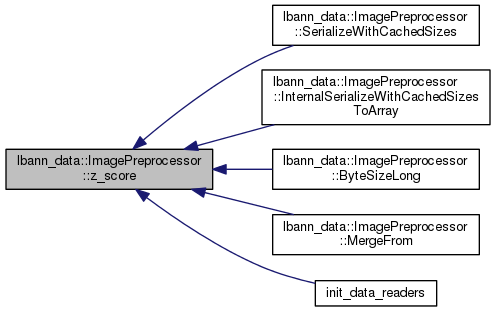 lbann_data::ImagePreprocessor
::SerializeWithCachedSizes
lbann_data::ImagePreprocessor
::InternalSerializeWithCachedSizes
ToArray
lbann_data::ImagePreprocessor
::z_score
lbann_data::ImagePreprocessor
::ByteSizeLong
lbann_data::ImagePreprocessor
::MergeFrom
init_data_readers